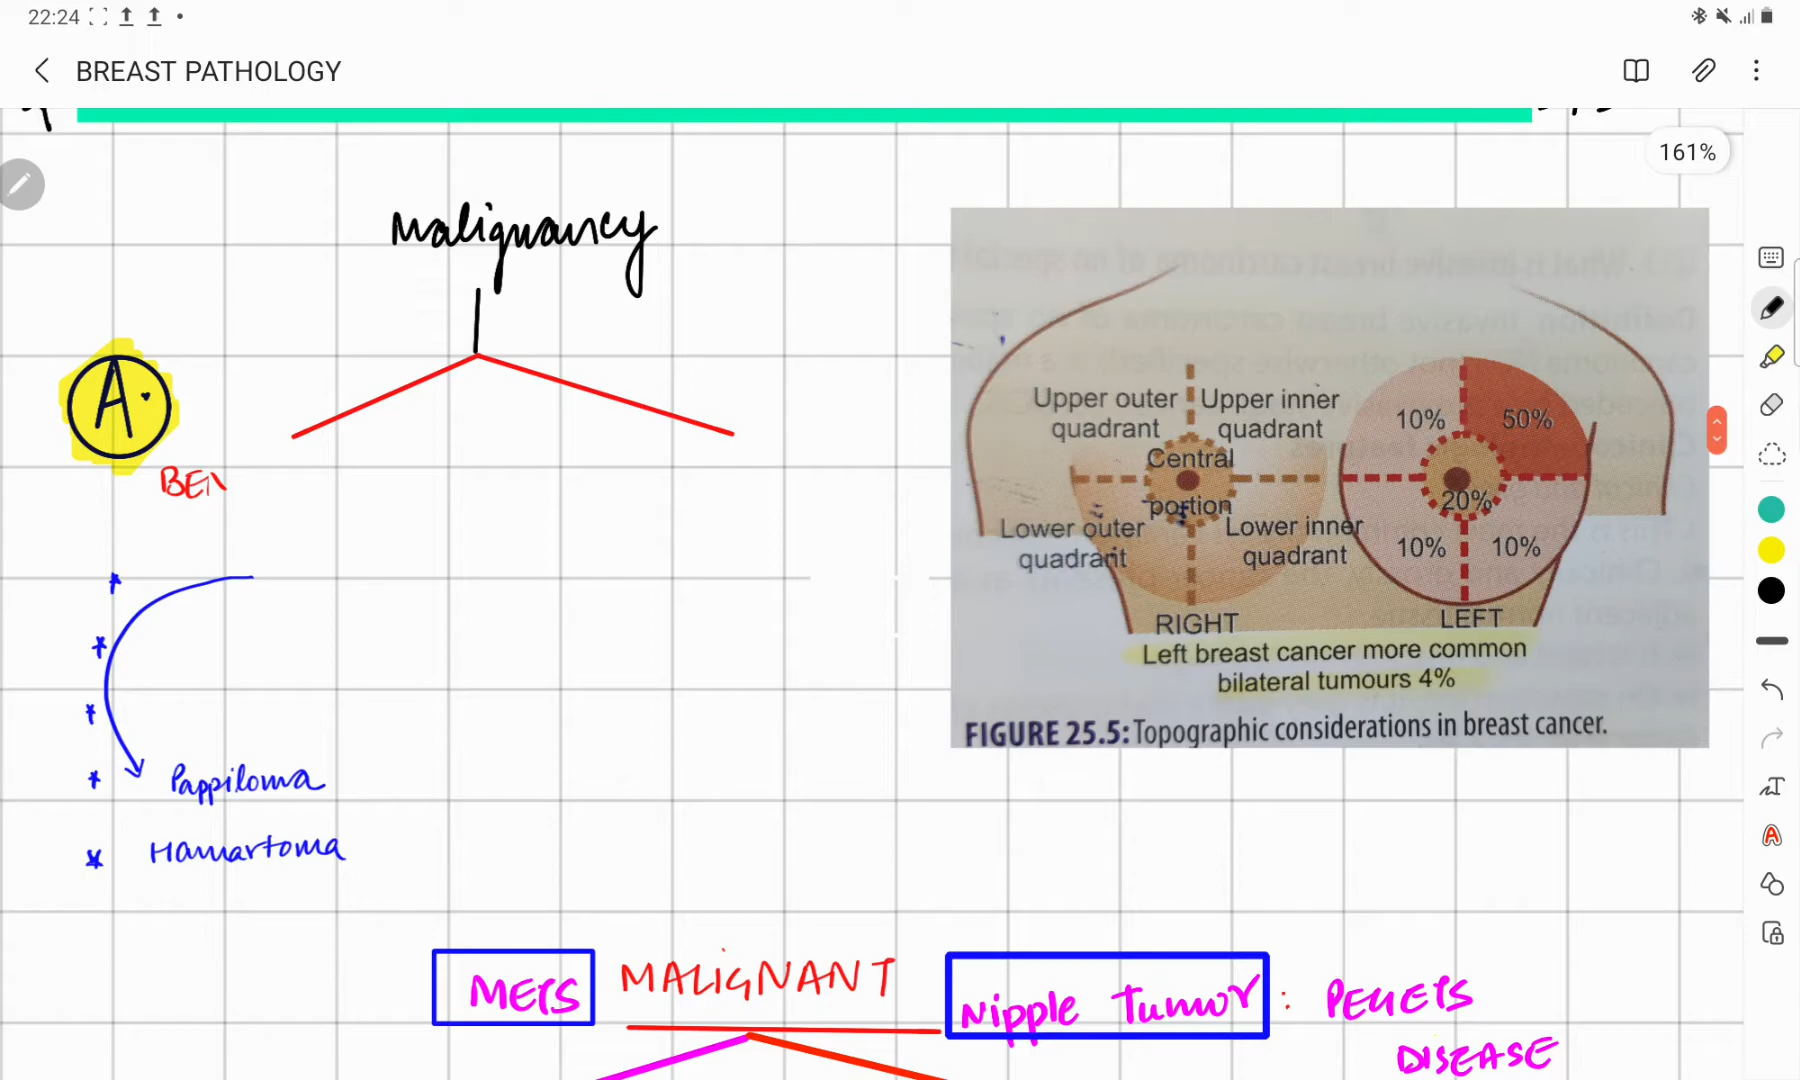 22:24
BREAST PATHOLOGY
161%
malignancy
A.
BEN
Upper outer quadrant
Upper inner quadrant
Central portion
Lower outer quadrant
Lower inner quadrant
10%
50%
20%
10%
10%
RIGHT
LEFT
Left breast cancer more common
bilateral tumours 4%
FIGURE 25.5: Topographic considerations in breast cancer.
Pappiloma
Hamartoma
METS
MALIGNANT
Nipple Tumor :
DISEASE